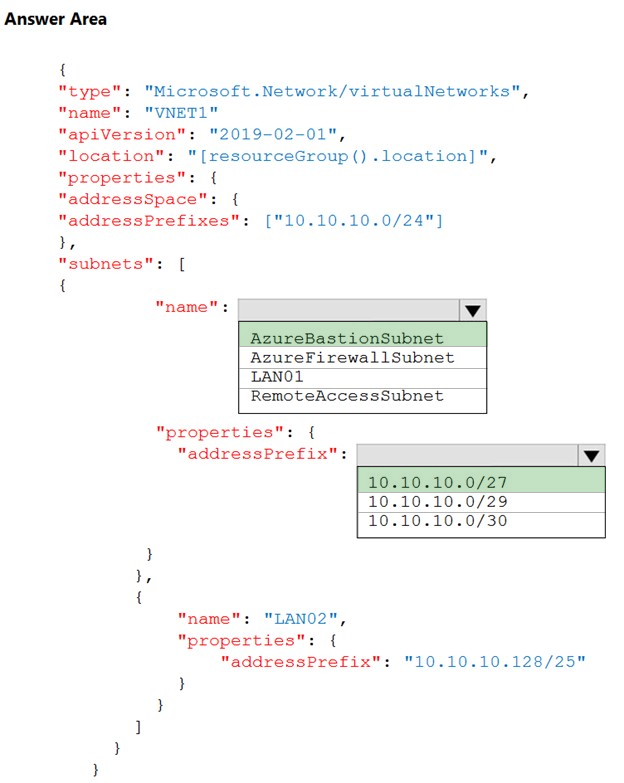 Answer Area
{
"type": "Microsoft.Network/virtualNetworks",
"name": "VNET1"
"apiVersion": "2019-02-01",
"location": "[resourceGroup().location]",
"properties": {
"addressSpace": {
"addressPrefixes": ["10.10.10.0/24"]
},
"subnets": [
{
"name":
AzureBastionSubnet
AzureFirewallSubnet
LAN01
RemoteAccessSubnet
"properties": {
"addressPrefix":
10.10.10.0/27
10.10.10.0/29
10.10.10.0/30
}
},
{
"name": "LAN02",
"properties": {
"addressPrefix": "10.10.10.128/25"
}
}
]
}
}